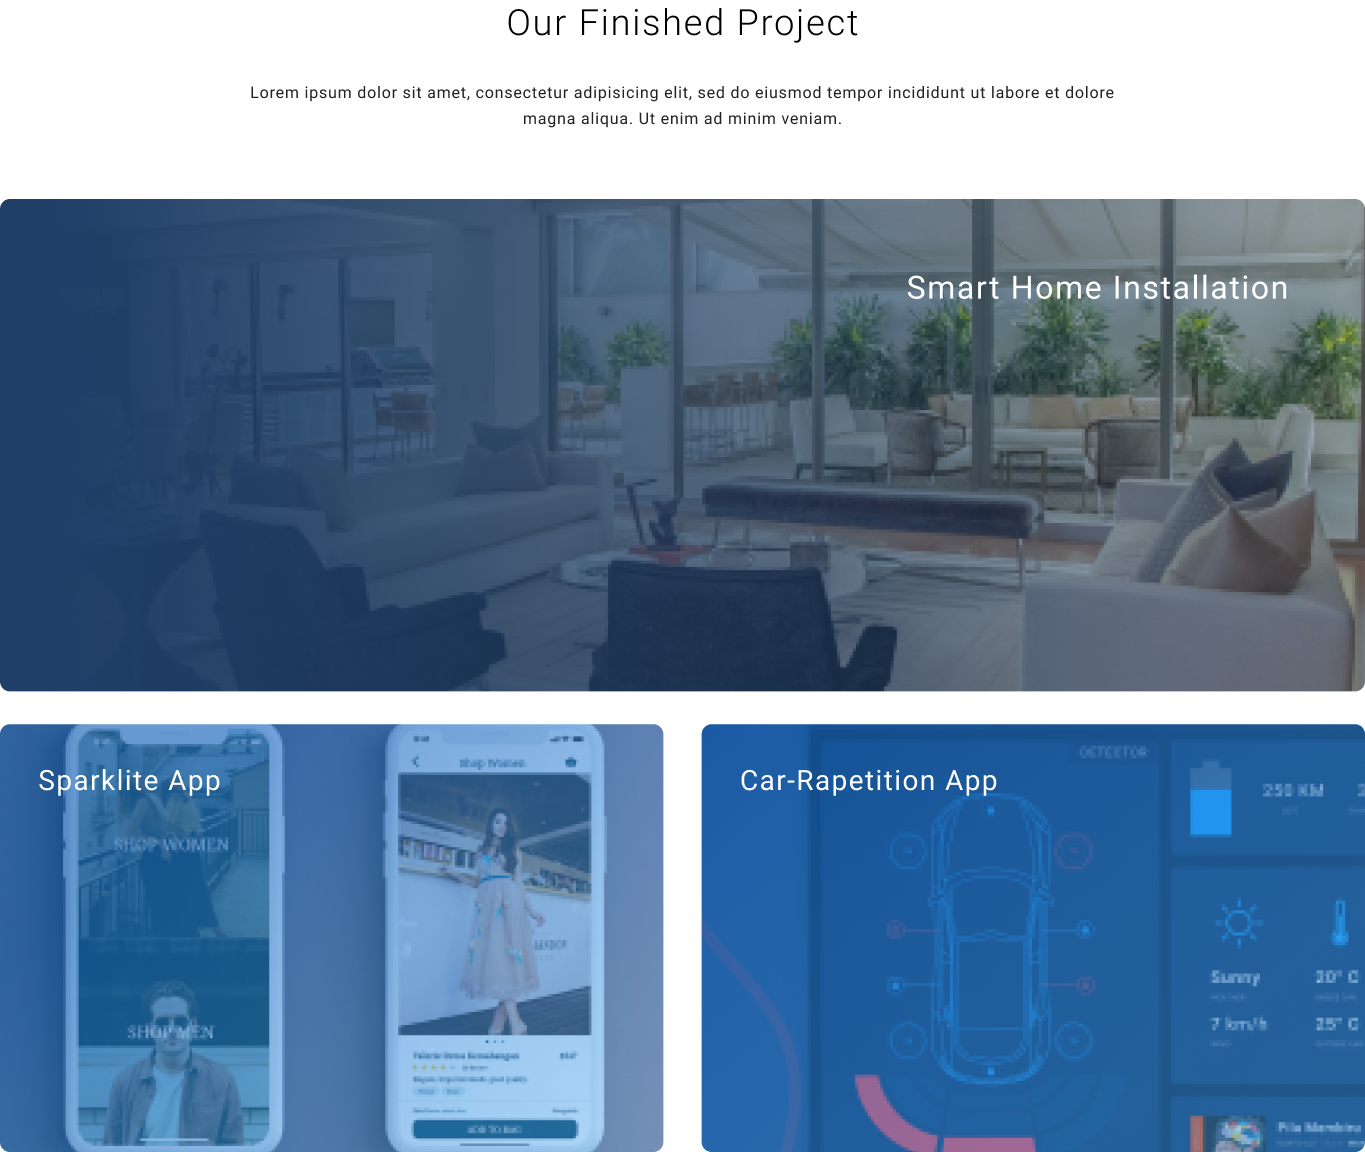 Our Finished Project
Lorem ipsum dolor sit amet, consectetur adipisicing elit, sed do eiusmod tempor incididunt ut labore et dolore
magna aliqua. Ut enim ad minim veniam.
Smart Home Installation
Sparklite App
SHOP WOMEN
SHOP MEN
Shop Women
ADD TO BAG
Car-Rapetition App
DETECTOR
250 KM
Sunny
20° C
7 km/h
25° C